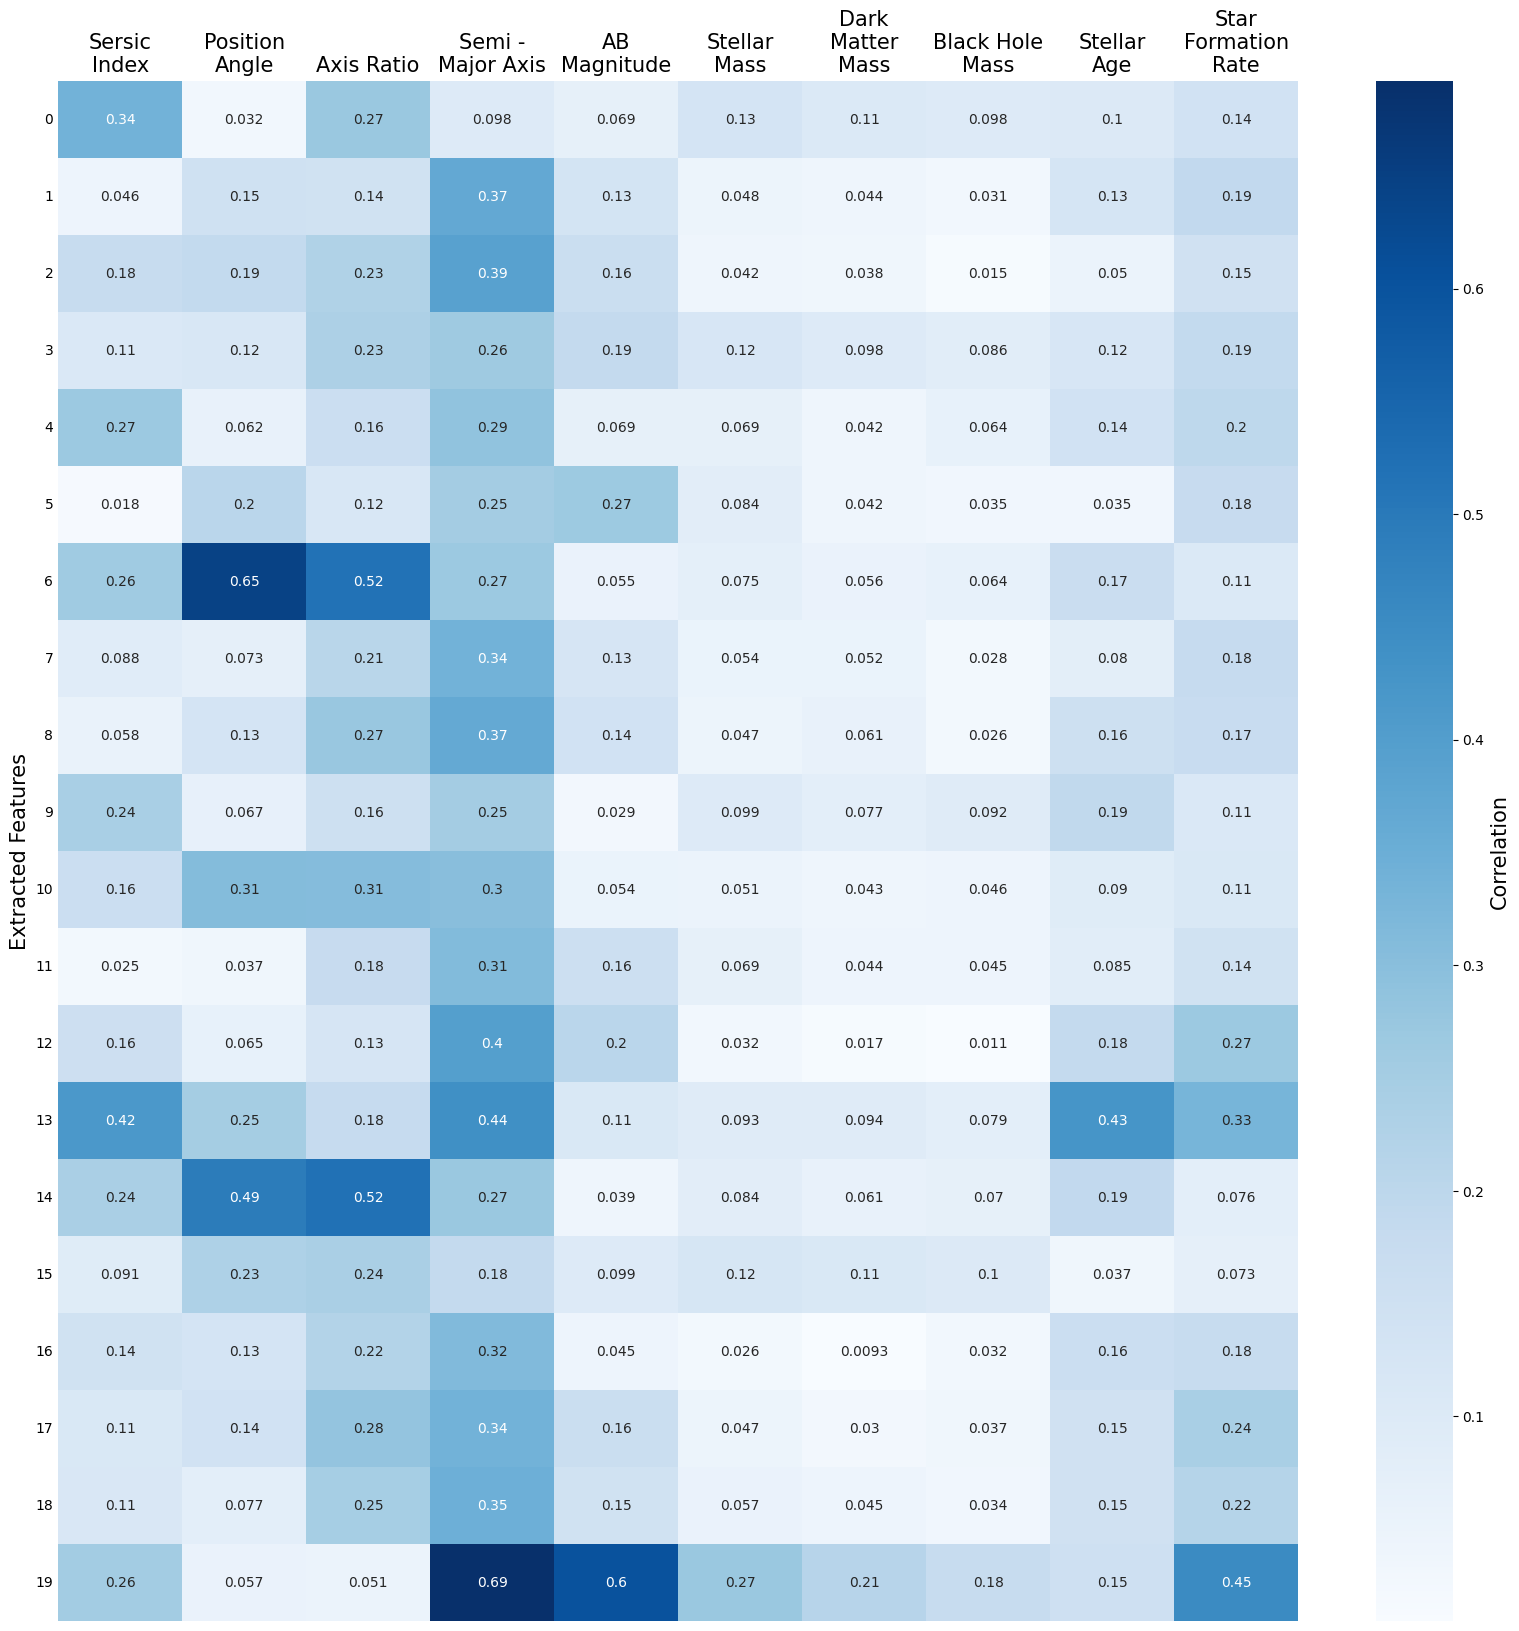 Sersic
Index
Position
Angle
Axis Ratio
Semi -
Major Axis
AB
Magnitude
Stellar
Mass
Dark
Matter
Mass
Black Hole
Mass
Stellar
Age
Star
Formation
Rate
0 0.34 0.032 0.27 0.098 0.069 0.13 0.11 0.098 0.1 0.14
1 0.046 0.15 0.14 0.37 0.13 0.048 0.044 0.031 0.13 0.19
2 0.18 0.19 0.23 0.39 0.16 0.042 0.038 0.015 0.05 0.15
3 0.11 0.12 0.23 0.26 0.19 0.12 0.098 0.086 0.12 0.19
4 0.27 0.062 0.16 0.29 0.069 0.069 0.042 0.064 0.14 0.2
5 0.018 0.2 0.12 0.25 0.27 0.084 0.042 0.035 0.035 0.18
6 0.26 0.65 0.52 0.27 0.055 0.075 0.056 0.064 0.17 0.11
7 0.088 0.073 0.21 0.34 0.13 0.054 0.052 0.028 0.08 0.18
8 0.058 0.13 0.27 0.37 0.14 0.047 0.061 0.026 0.16 0.17
9 0.24 0.067 0.16 0.25 0.029 0.099 0.077 0.092 0.19 0.11
10 0.16 0.31 0.31 0.3 0.054 0.051 0.043 0.046 0.09 0.11
11 0.025 0.037 0.18 0.31 0.16 0.069 0.044 0.045 0.085 0.14
12 0.16 0.065 0.13 0.4 0.2 0.032 0.017 0.011 0.18 0.27
13 0.42 0.25 0.18 0.44 0.11 0.093 0.094 0.079 0.43 0.33
14 0.24 0.49 0.52 0.27 0.039 0.084 0.061 0.07 0.19 0.076
15 0.091 0.23 0.24 0.18 0.099 0.12 0.11 0.1 0.037 0.073
16 0.14 0.13 0.22 0.32 0.045 0.026 0.0093 0.032 0.16 0.18
17 0.11 0.14 0.28 0.34 0.16 0.047 0.03 0.037 0.15 0.24
18 0.11 0.077 0.25 0.35 0.15 0.057 0.045 0.034 0.15 0.22
19 0.26 0.057 0.051 0.69 0.6 0.27 0.21 0.18 0.15 0.45
Extracted Features
0.6
0.5
0.4
0.3
0.2
0.1
Correlation